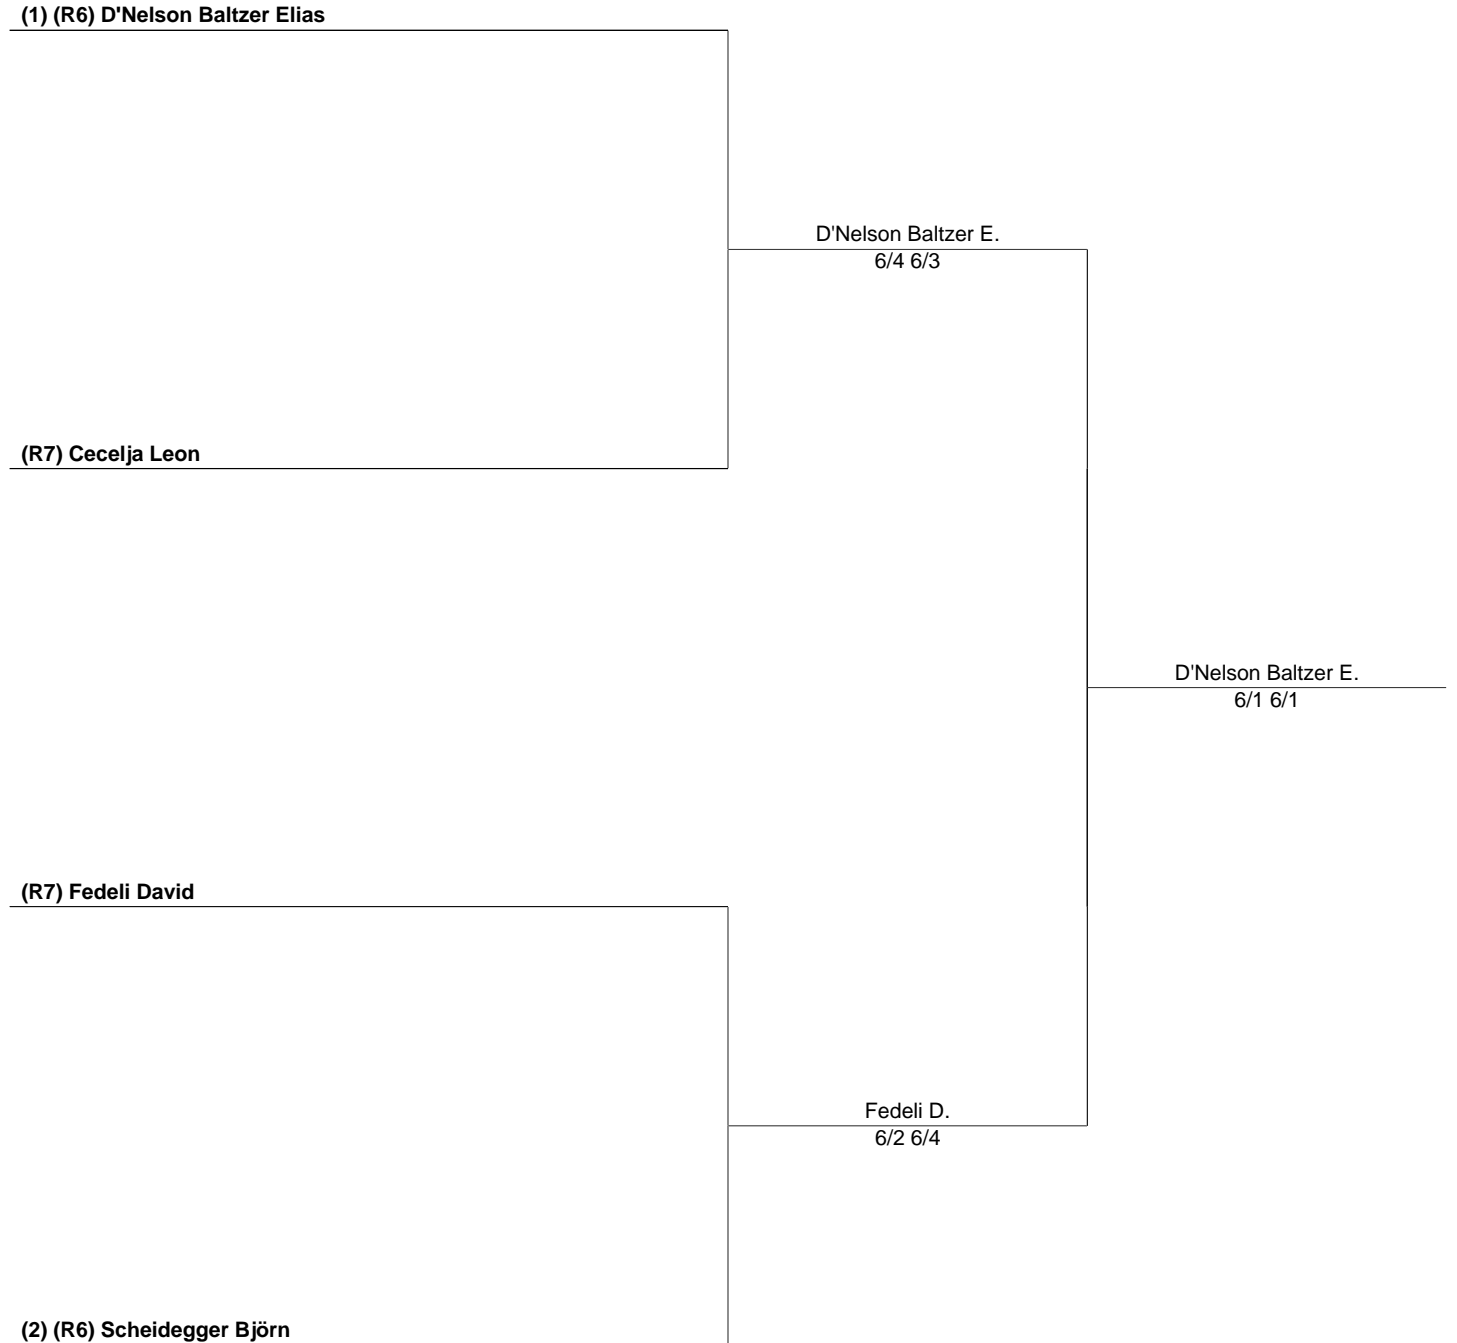 (1) (R6) D'Nelson Baltzer Elias
D'Nelson Baltzer E.
6/4 6/3
(R7) Cecelja Leon
D'Nelson Baltzer E.
6/1 6/1
(R7) Fedeli David
Fedeli D.
6/2 6/4
(2) (R6) Scheidegger Björn